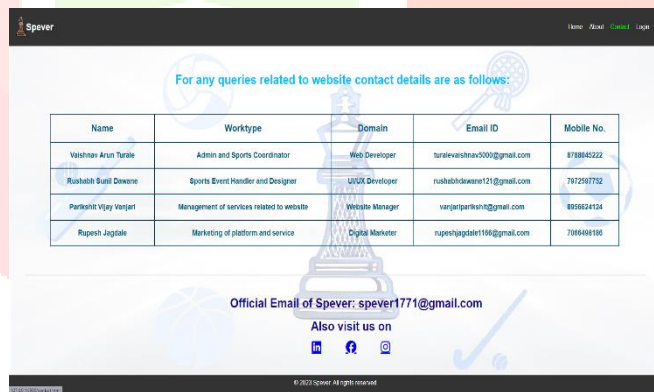 Spever
Home About Contact Login
For any queries related to website contact details are as follows:
Name Worktype Domain Email ID Mobile No.
Vaishnav Arun Turale Admin and Sports Coordinator Web Developer turalevaishnav5000@gmail.com 8788645222
Rushabh Sunil Dawane Sports Event Handler and Designer UI/UX Developer rushabhdawane121@gmail.com 7972597752
Parikshit Vijay Vanjari Management of services related to website Website Manager vanjariparikshit@gmail.com 8956624124
Rupesh Jagdale Marketing of platform and service Digital Marketer rupeshjagdale1166@gmail.com 7066498186
Official Email of Spever: spever1771@gmail.com
Also visit us on
© 2023 Spever. All rights reserved.